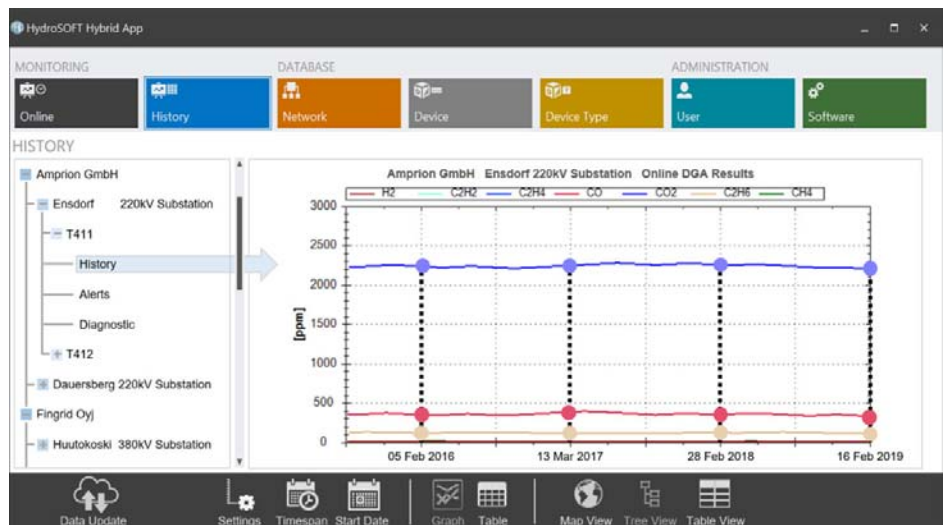 HydroSOFT Hybrid App
MONITORING DATABASE ADMINISTRATION
Online History Network Device Device Type User Software
HISTORY
Amprion GmbH
Ensdorf 220kV Substation
T411
History
Alerts
Diagnostic
T412
Dauersberg 220kV Substation
Fingrid Oyj
Huutokoski 380kV Substation
Amprion GmbH Ensdorf 220kV Substation Online DGA Results
H2 C2H2 C2H4 CO CO2 C2H6 CH4
3000
2500
2000
[ppm]
1500
1000
500
0
05 Feb 2016 13 Mar 2017 28 Feb 2018 16 Feb 2019
Data Update Settings Timespan Start Date Graph Table Map View Tree View Table View